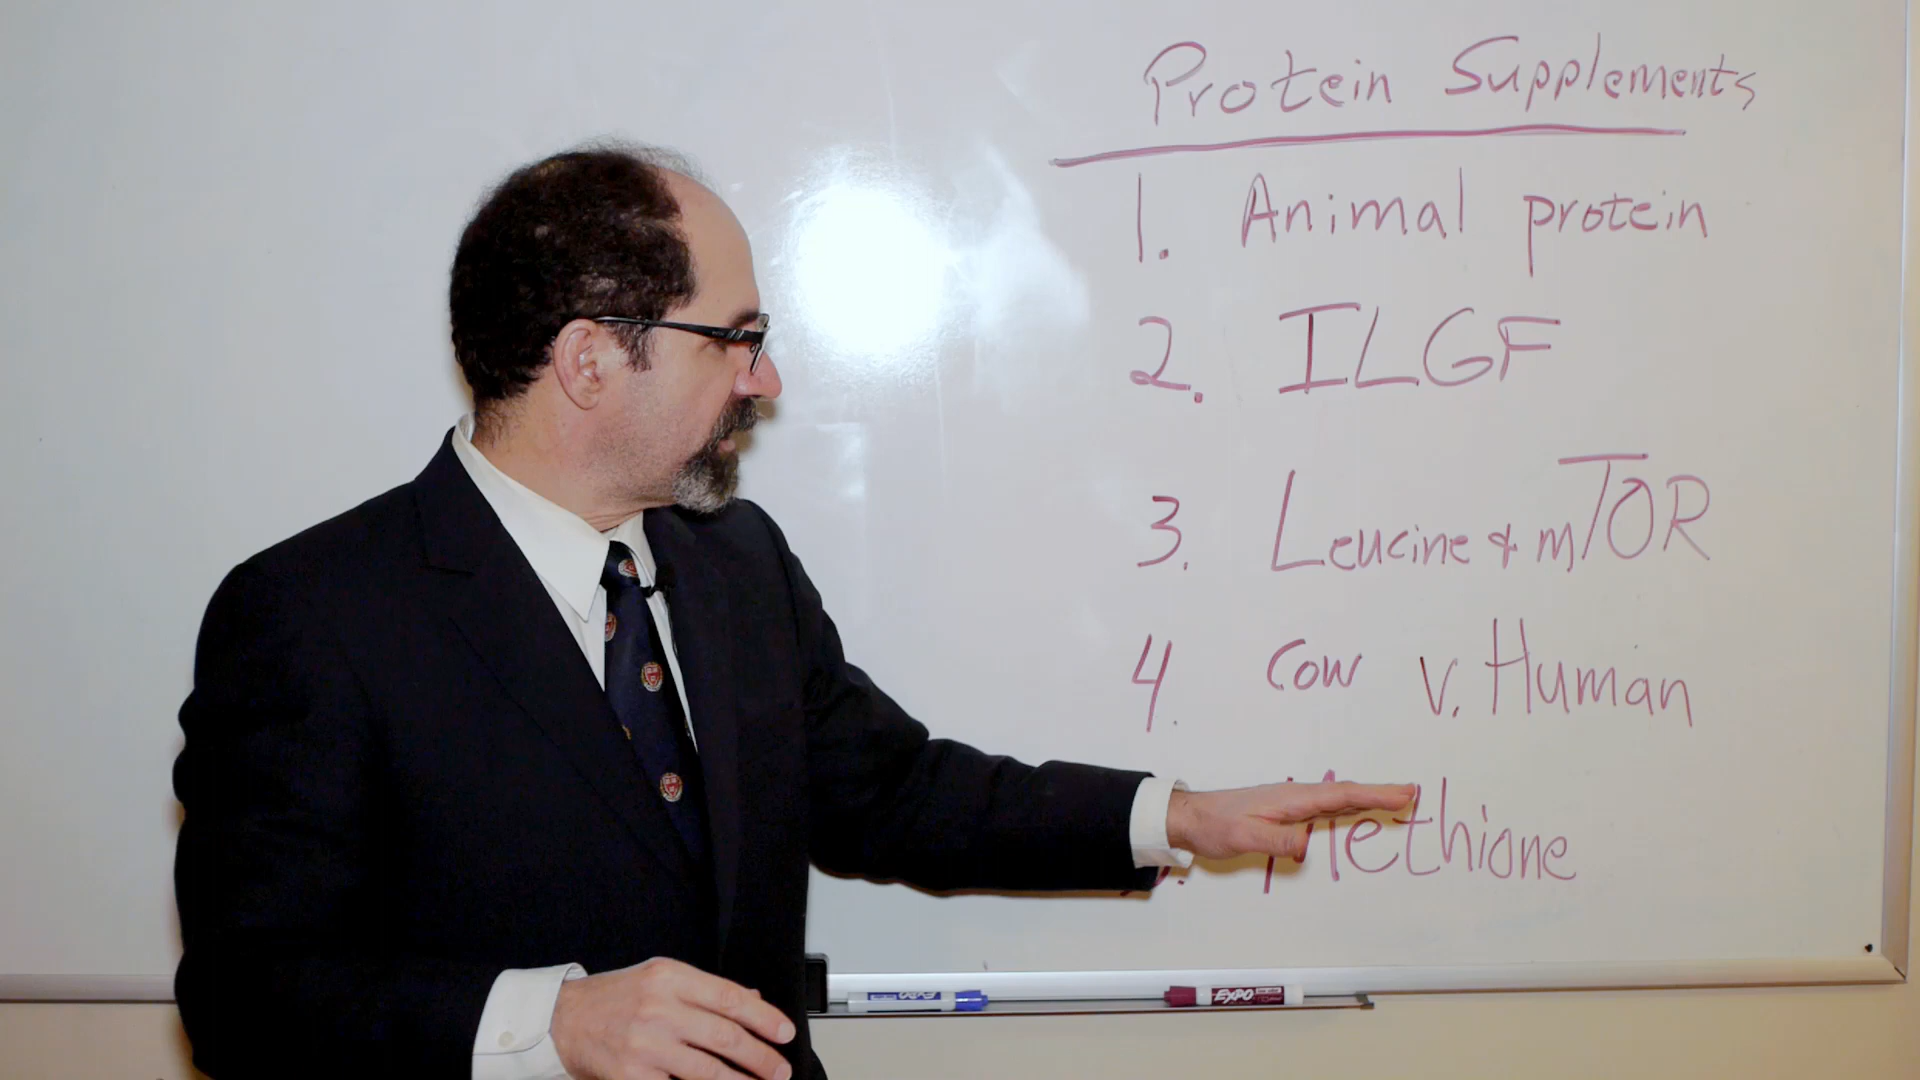 Protein Supplements
1. Animal protein
2. ILGF
3. Leucine & mTOR
4. Cow v. Human
Methione
EXPO